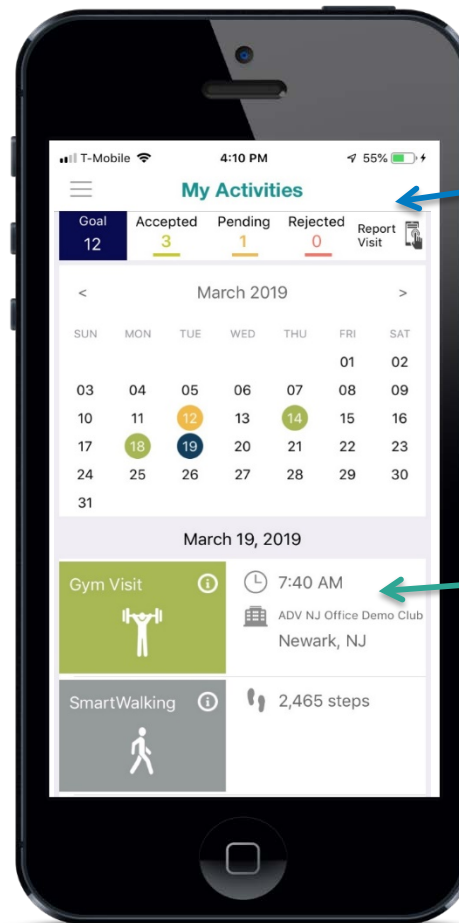 T-Mobile 4:10 PM 55%
My Activities
Goal Accepted Pending Rejected Report Visit
12 3 1 0
< March 2019 >
SUN MON TUE WED THU FRI SAT
01 02
03 04 05 06 07 08 09
10 11 12 13 14 15 16
17 18 19 20 21 22 23
24 25 26 27 28 29 30
31
March 19, 2019
Gym Visit 7:40 AM
ADV NJ Office Demo Club
Newark, NJ
SmartWalking 2,465 steps